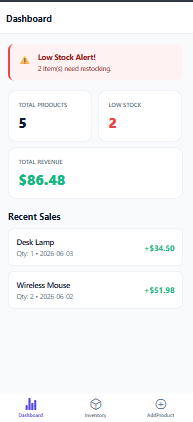 Dashboard
Low Stock Alert!
2 item(s) need restocking.
TOTAL PRODUCTS
5
LOW STOCK
2
TOTAL REVENUE
$86.48
Recent Sales
Desk Lamp
Qty: 1 • 2026-06-03
+$34.50
Wireless Mouse
Qty: 2 • 2026-06-02
+$51.98
Dashboard
Inventory
AddProduct